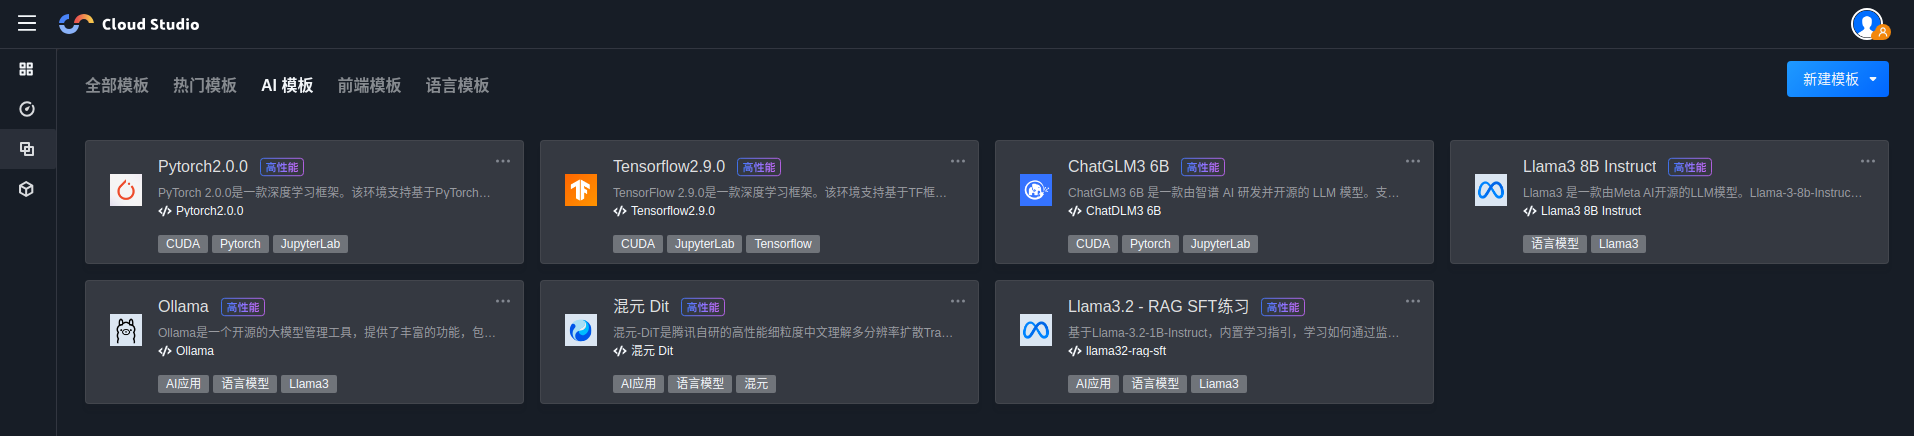 Cloud Studio
全部模板 热门模板 AI 模板 前端模板 语言模板
新建模板
Pytorch2.0.0 高性能
PyTorch 2.0.0是一款深度学习框架。该环境支持基于PyTorch…
Pytorch2.0.0
CUDA Pytorch JupyterLab
Tensorflow2.9.0 高性能
TensorFlow 2.9.0是一款深度学习框架。该环境支持基于TF框…
Tensorflow2.9.0
CUDA JupyterLab Tensorflow
ChatGLM3 6B 高性能
ChatGLM3 6B 是一款由智谱 AI 研发并开源的 LLM 模型。支…
ChatDLM3 6B
CUDA Pytorch JupyterLab
Llama3 8B Instruct 高性能
Llama3 是一款由Meta AI开源的LLM模型。Llama-3-8b-Instruc…
Llama3 8B Instruct
语言模型 Llama3
Ollama 高性能
Ollama是一个开源的大模型管理工具，提供了丰富的功能，包…
Ollama
AI应用 语言模型 Llama3
混元 Dit 高性能
混元-DiT是腾讯自研的高性能细粒度中文理解多分辨率扩散Tra…
混元 Dit
AI应用 语言模型 混元
Llama3.2 - RAG SFT练习 高性能
基于Llama-3.2-1B-Instruct，内置学习指引，学习如何通过监…
llama32-rag-sft
AI应用 语言模型 Liama3